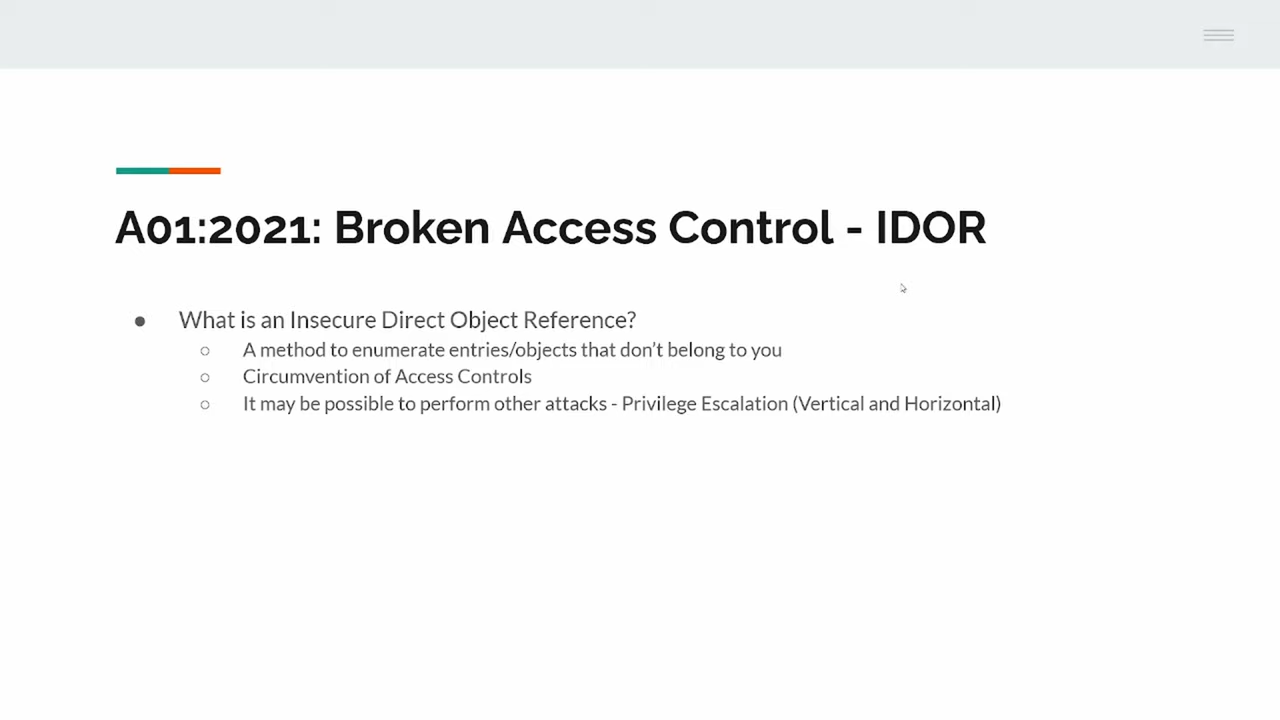 A01:2021: Broken Access Control - IDOR
● What is an Insecure Direct Object Reference?
○ A method to enumerate entries/objects that don't belong to you
○ Circumvention of Access Controls
○ It may be possible to perform other attacks - Privilege Escalation (Vertical and Horizontal)